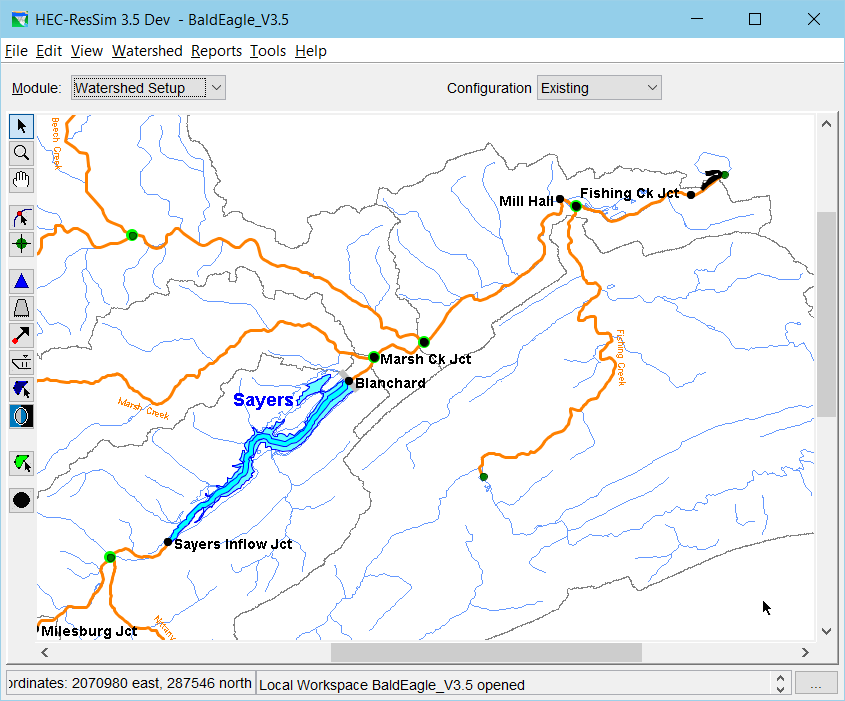 HEC-ResSim 3.5 Dev - BaldEagle_V3.5
File Edit View Watershed Reports Tools Help
Module: Watershed Setup Configuration Existing
Beech Creek
Fishing Ck Jct
Mill Hall
Fishing Creek
Marsh Ck Jct
Blanchard
Sayers
Marsh Creek
Sayers Inflow Jct
Milesburg Jct
ordinates: 2070980 east, 287546 north Local Workspace BaldEagle_V3.5 opened ...